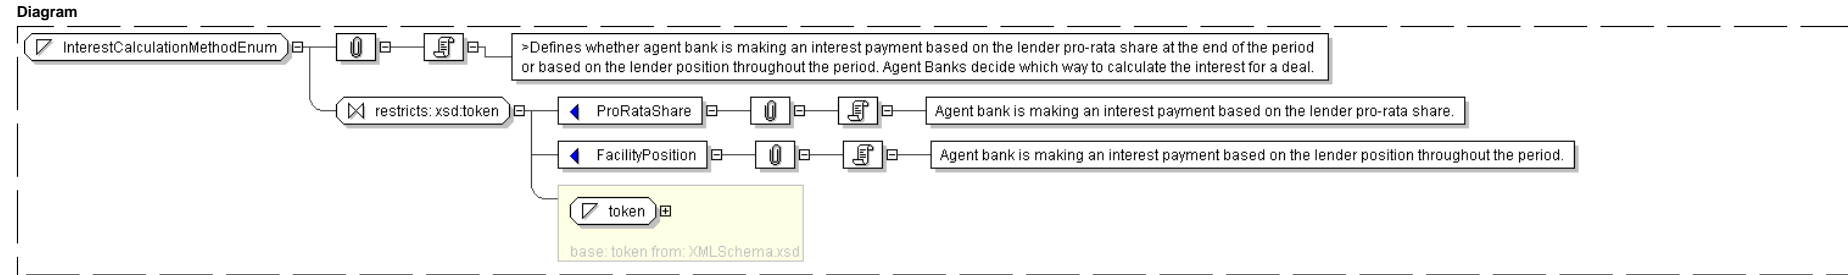 Diagram
InterestCalculationMethodEnum
>Defines whether agent bank is making an interest payment based on the lender pro-rata share at the end of the period
or based on the lender position throughout the period. Agent Banks decide which way to calculate the interest for a deal.
restricts: xsd:token
ProRataShare
Agent bank is making an interest payment based on the lender pro-rata share.
FacilityPosition
Agent bank is making an interest payment based on the lender position throughout the period.
token
base: token from: XMLSchema.xsd